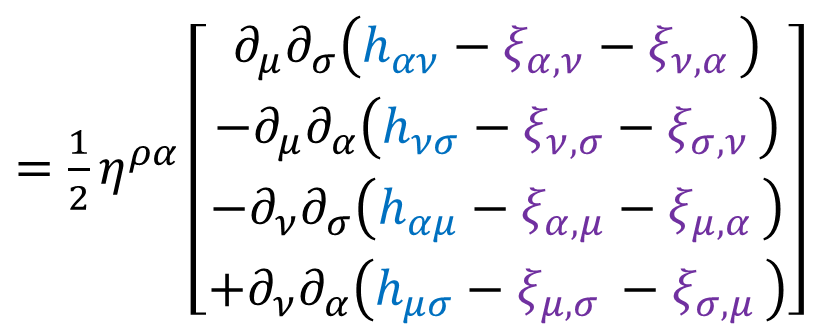 ∂_μ∂_σ(h_{αν} − ξ_{α,ν} − ξ_{ν,α})
−∂_μ∂_α(h_{νσ} − ξ_{ν,σ} − ξ_{σ,ν})
= 1/2 η^{ρα} [
−∂_ν∂_σ(h_{αμ} − ξ_{α,μ} − ξ_{μ,α})
+∂_ν∂_α(h_{μσ} − ξ_{μ,σ} − ξ_{σ,μ}) ]